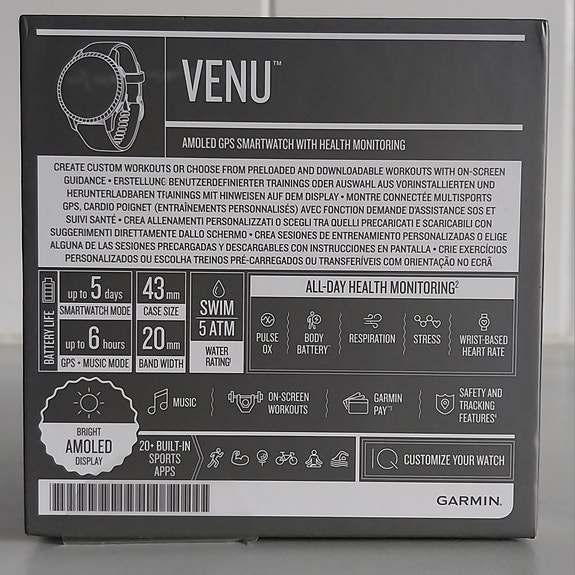 VENU™
AMOLED GPS SMARTWATCH WITH HEALTH MONITORING
CREATE CUSTOM WORKOUTS OR CHOOSE FROM PRELOADED AND DOWNLOADABLE WORKOUTS WITH ON-SCREEN
GUIDANCE • ERSTELLUNG BENUTZERDEFINIERTER TRAININGS ODER AUSWAHL AUS VORINSTALLIERTEN UND
HERUNTERLADBAREN TRAININGS MIT HINWEISEN AUF DEM DISPLAY • MONTRE CONNECTÉE MULTISPORTS
GPS, CARDIO POIGNET (ENTRAÎNEMENTS PERSONNALISÉS) AVEC FONCTION DEMANDE D'ASSISTANCE SOS ET
SUIVI SANTÉ • CREA ALLENAMENTI PERSONALIZZATI O SCEGLI TRA QUELLI PRECARICATI E SCARICABILI CON
SUGGERIMENTI DIRETTAMENTE DALLO SCHERMO • CREA SESIONES DE ENTRENAMIENTO PERSONALIZADAS O ELIGE
ALGUNA DE LAS SESIONES PRECARGADAS Y DESCARGABLES CON INSTRUCCIONES EN PANTALLA • CRIE EXERCÍCIOS
PERSONALIZADOS OU ESCOLHA TREINOS PRÉ-CARREGADOS OU TRANSFERÍVEIS COM ORIENTAÇÃO NO ECRÃ
BATTERY LIFE
up to 5 days
SMARTWATCH MODE
up to 6 hours
GPS + MUSIC MODE
43 mm
CASE SIZE
20 mm
BAND WIDTH
SWIM
5 ATM
WATER
RATING¹
ALL-DAY HEALTH MONITORING²
PULSE
OX
BODY
BATTERY™
RESPIRATION
STRESS
WRIST-BASED
HEART RATE
MUSIC
ON-SCREEN
WORKOUTS
GARMIN
PAY™³
SAFETY AND
TRACKING
FEATURES⁴
BRIGHT
AMOLED
DISPLAY
20+ BUILT-IN
SPORTS
APPS
IQ CUSTOMIZE YOUR WATCH
GARMIN.